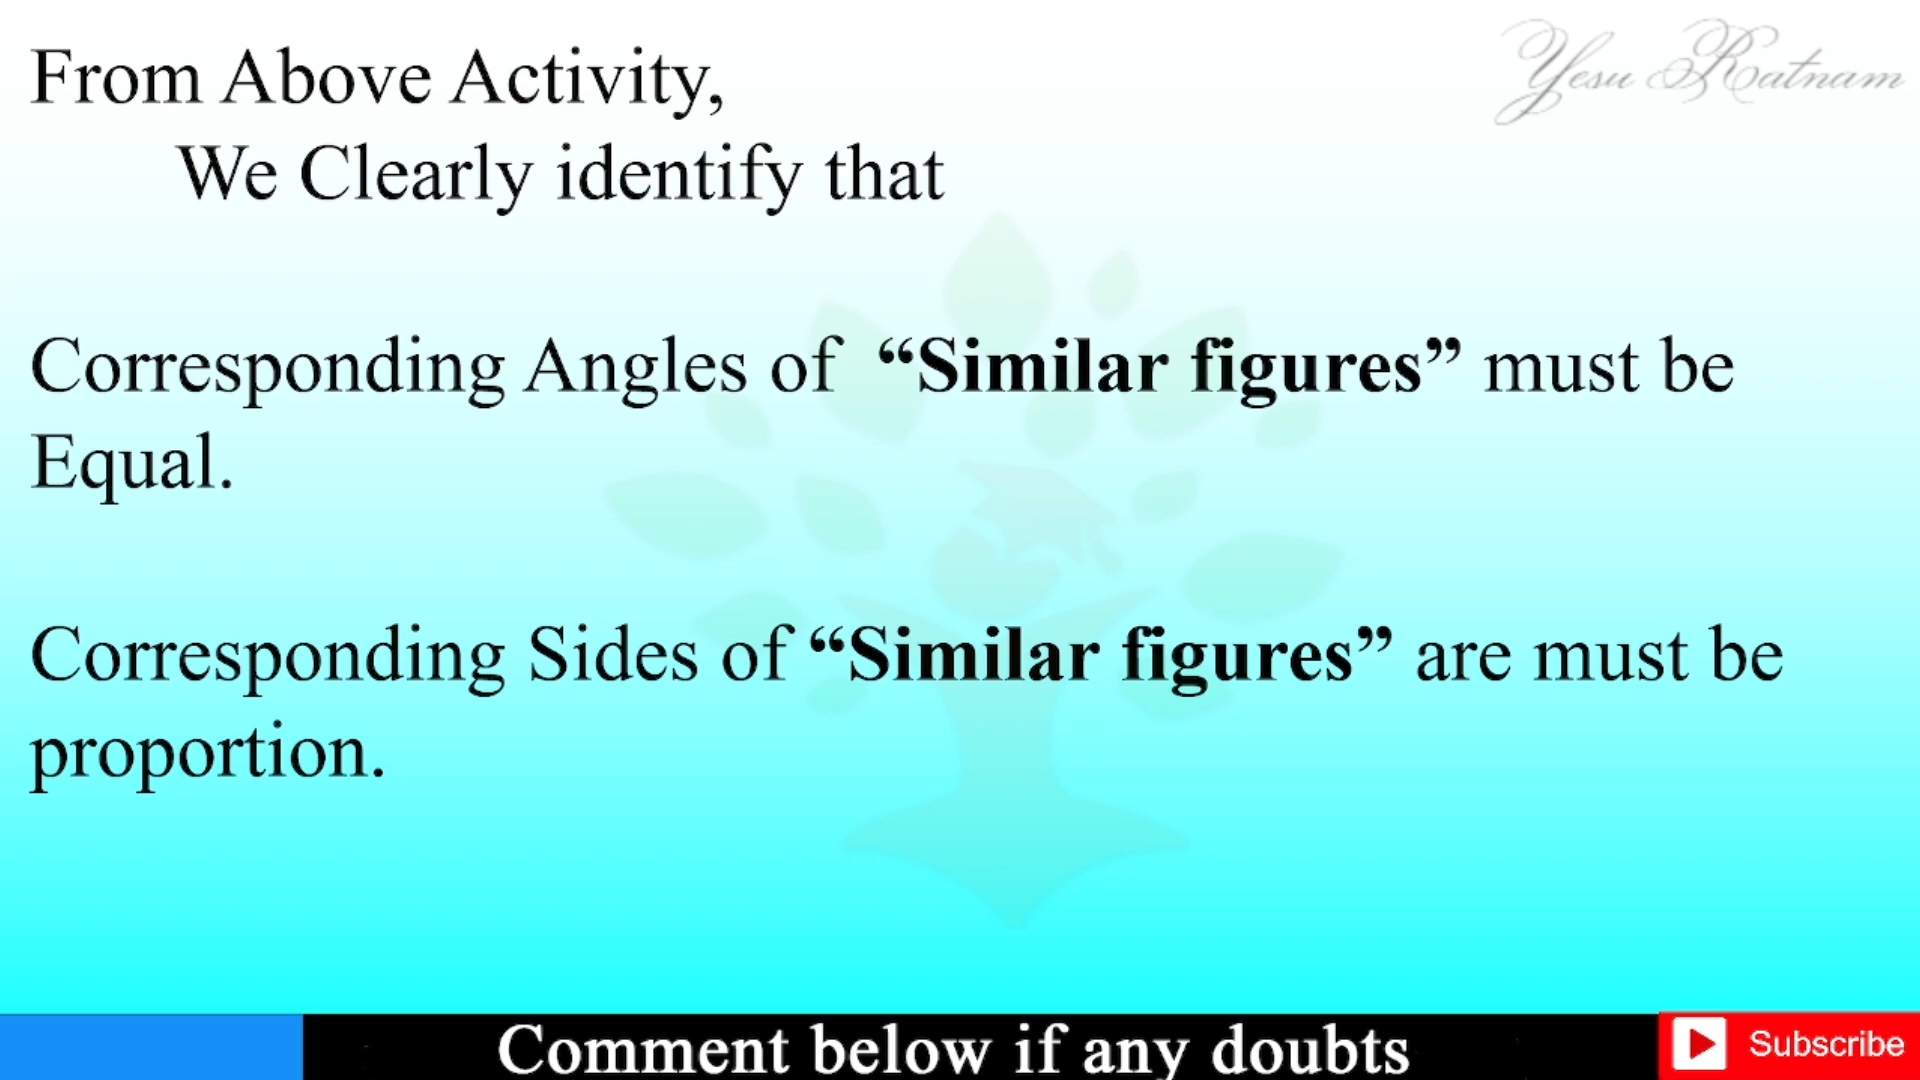 Yesu Ratnam
From Above Activity,
We Clearly identify that
Corresponding Angles of “Similar figures” must be
Equal.
Corresponding Sides of “Similar figures” are must be
proportion.
Comment below if any doubts
Subscribe